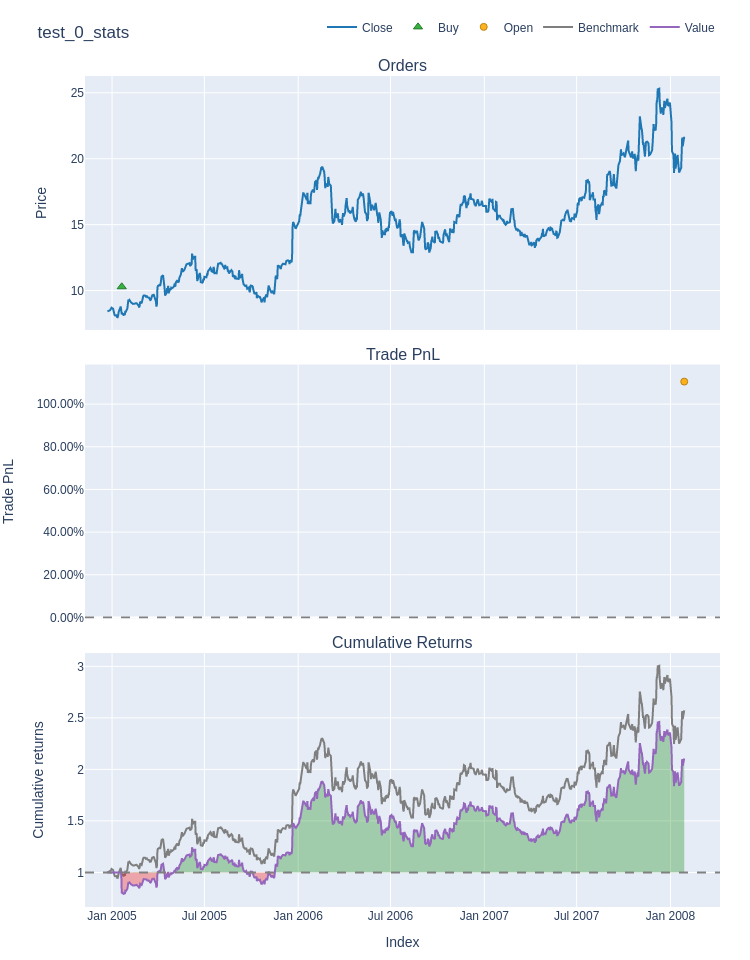 test_0_stats
Close Buy Open Benchmark Value
Orders
25
20
15
10
Price
Trade PnL
100.00%
80.00%
60.00%
40.00%
20.00%
0.00%
Trade PnL
Cumulative Returns
3
2.5
2
1.5
1
Cumulative returns
Jan 2005 Jul 2005 Jan 2006 Jul 2006 Jan 2007 Jul 2007 Jan 2008
Index